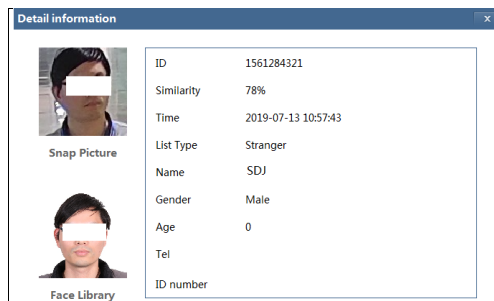 Detail information x
ID 1561284321
Similarity 78%
Time 2019-07-13 10:57:43
List Type Stranger
Name SDJ
Gender Male
Age 0
Tel
ID number
Snap Picture
Face Library